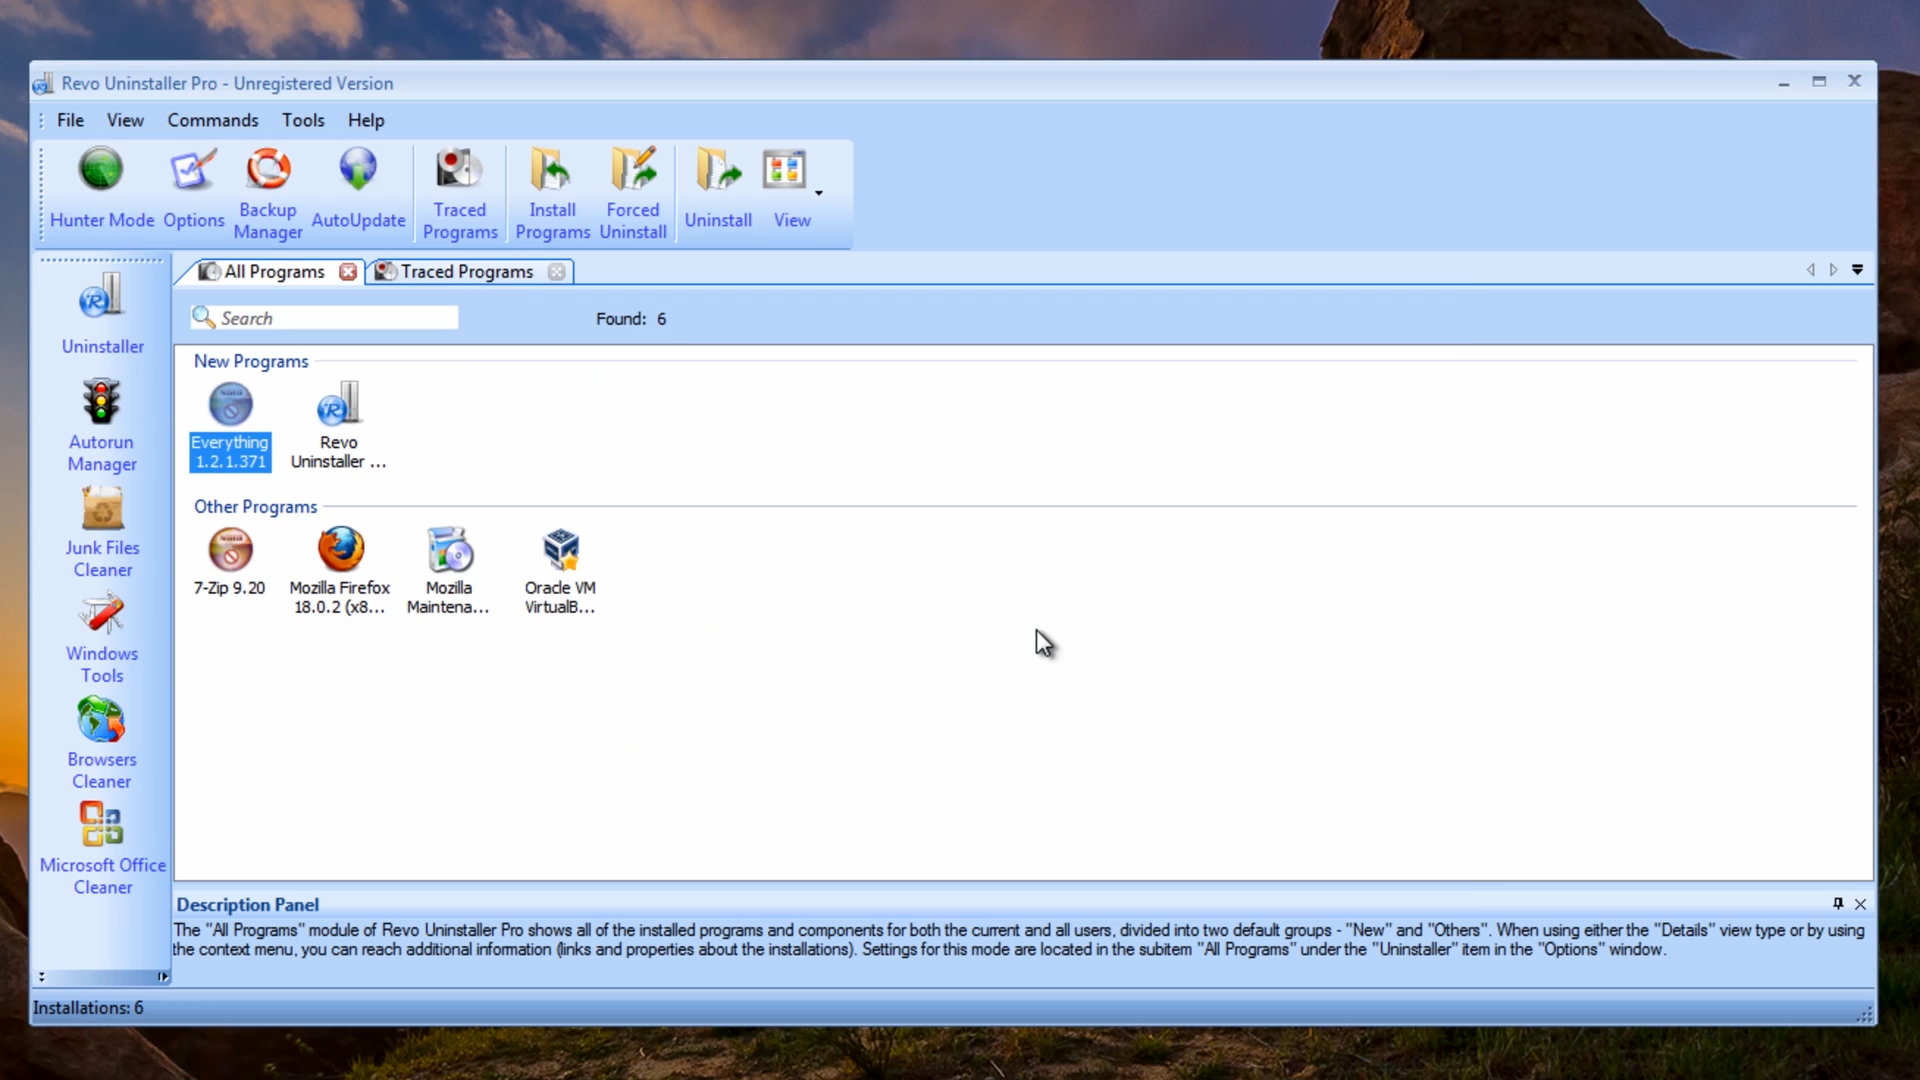 Revo Uninstaller Pro - Unregistered Version
File View Commands Tools Help
Hunter Mode
Options
Backup
Manager
AutoUpdate
Traced
Programs
Install
Programs
Forced
Uninstall
Uninstall
View
All Programs
Traced Programs
Search
Found: 6
Uninstaller
Autorun
Manager
Junk Files
Cleaner
Windows
Tools
Browsers
Cleaner
Microsoft Office
Cleaner
New Programs
Everything
1.2.1.371
Revo
Uninstaller ...
Other Programs
7-Zip 9.20
Mozilla Firefox
18.0.2 (x8...
Mozilla
Maintena...
Oracle VM
VirtualB...
Description Panel
The "All Programs" module of Revo Uninstaller Pro shows all of the installed programs and components for both the current and all users, divided into two default groups - "New" and "Others". When using either the "Details" view type or by using
the context menu, you can reach additional information (links and properties about the installations). Settings for this mode are located in the subitem "All Programs" under the "Uninstaller" item in the "Options" window.
Installations: 6